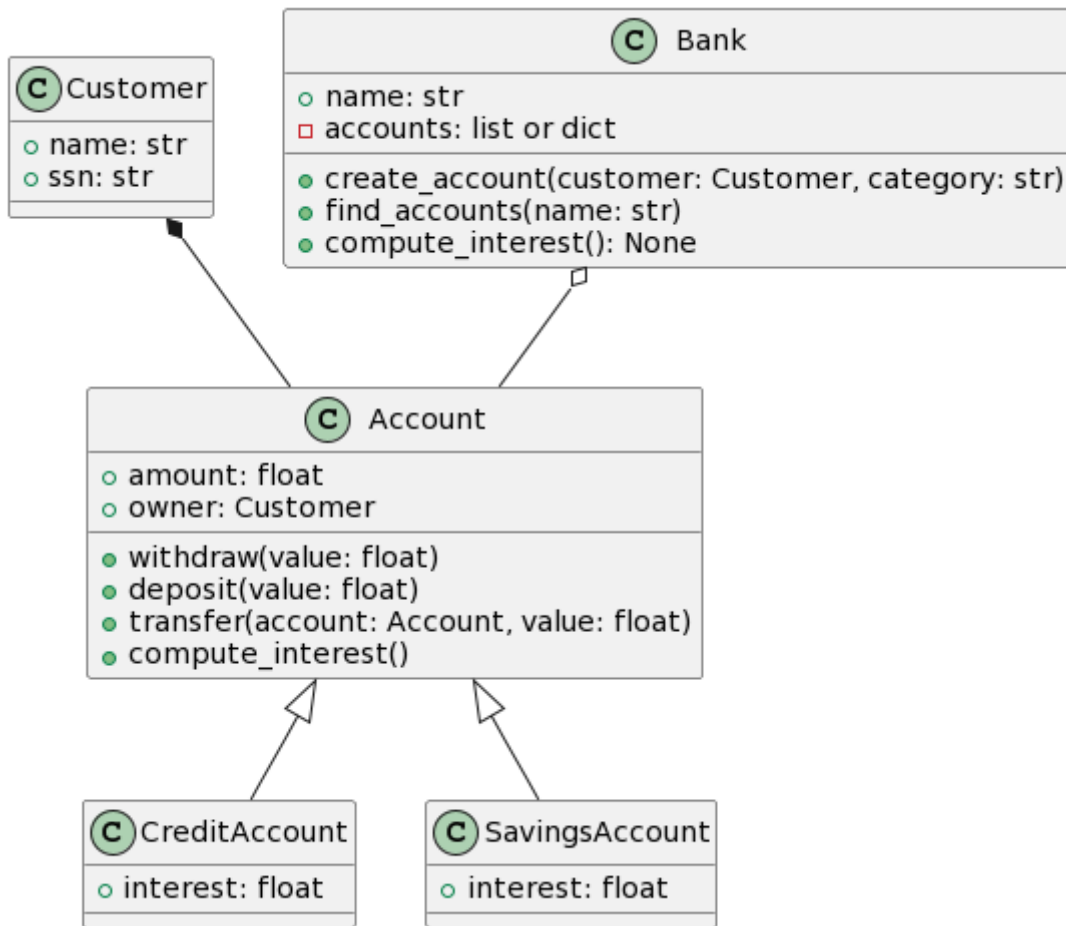 C Customer
name: str
ssn: str
C Bank
name: str
accounts: list or dict
create_account(customer: Customer, category: str)
find_accounts(name: str)
compute_interest(): None
C Account
amount: float
owner: Customer
withdraw(value: float)
deposit(value: float)
transfer(account: Account, value: float)
compute_interest()
C CreditAccount
interest: float
C SavingsAccount
interest: float